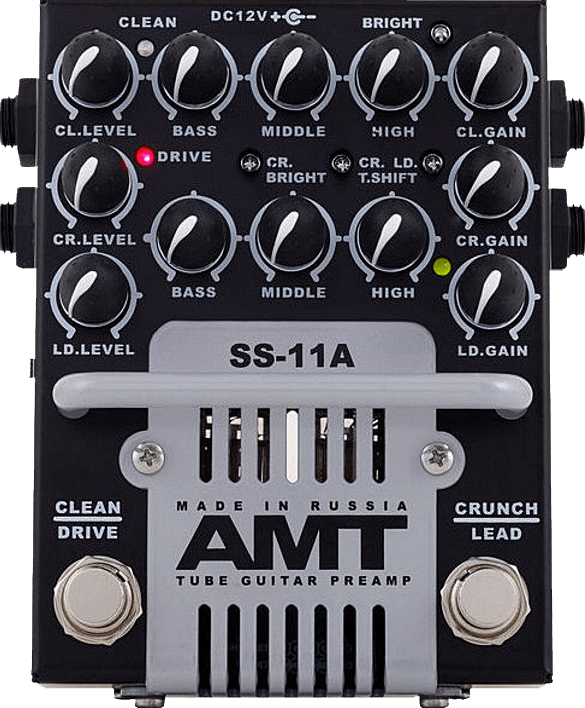 CLEAN
DC12V
BRIGHT
CL.LEVEL
BASS
MIDDLE
HIGH
CL.GAIN
DRIVE
CR.
BRIGHT
CR. LD.
T.SHIFT
CR.LEVEL
CR.GAIN
BASS
MIDDLE
HIGH
LD.LEVEL
LD.GAIN
SS-11A
MADE IN RUSSIA
AMT
TUBE GUITAR PREAMP
CLEAN
DRIVE
CRUNCH
LEAD